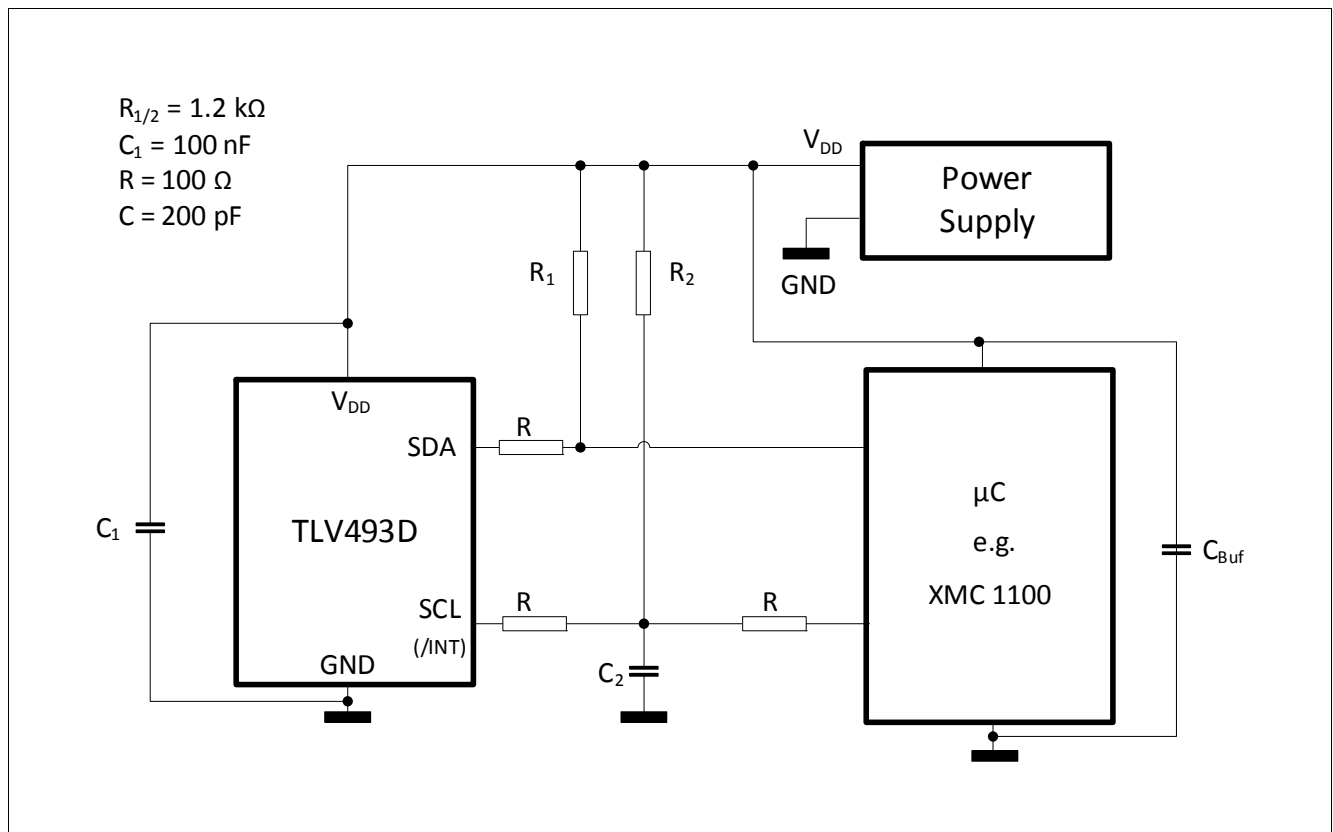 R1/2 = 1.2 kΩ
C1 = 100 nF
R = 100 Ω
C = 200 pF
VDD
Power
Supply
GND
R1
R2
VDD
SDA
R
TLV493D
C1
SCL
(/INT)
GND
R
R
C2
µC
e.g.
XMC 1100
CBuf